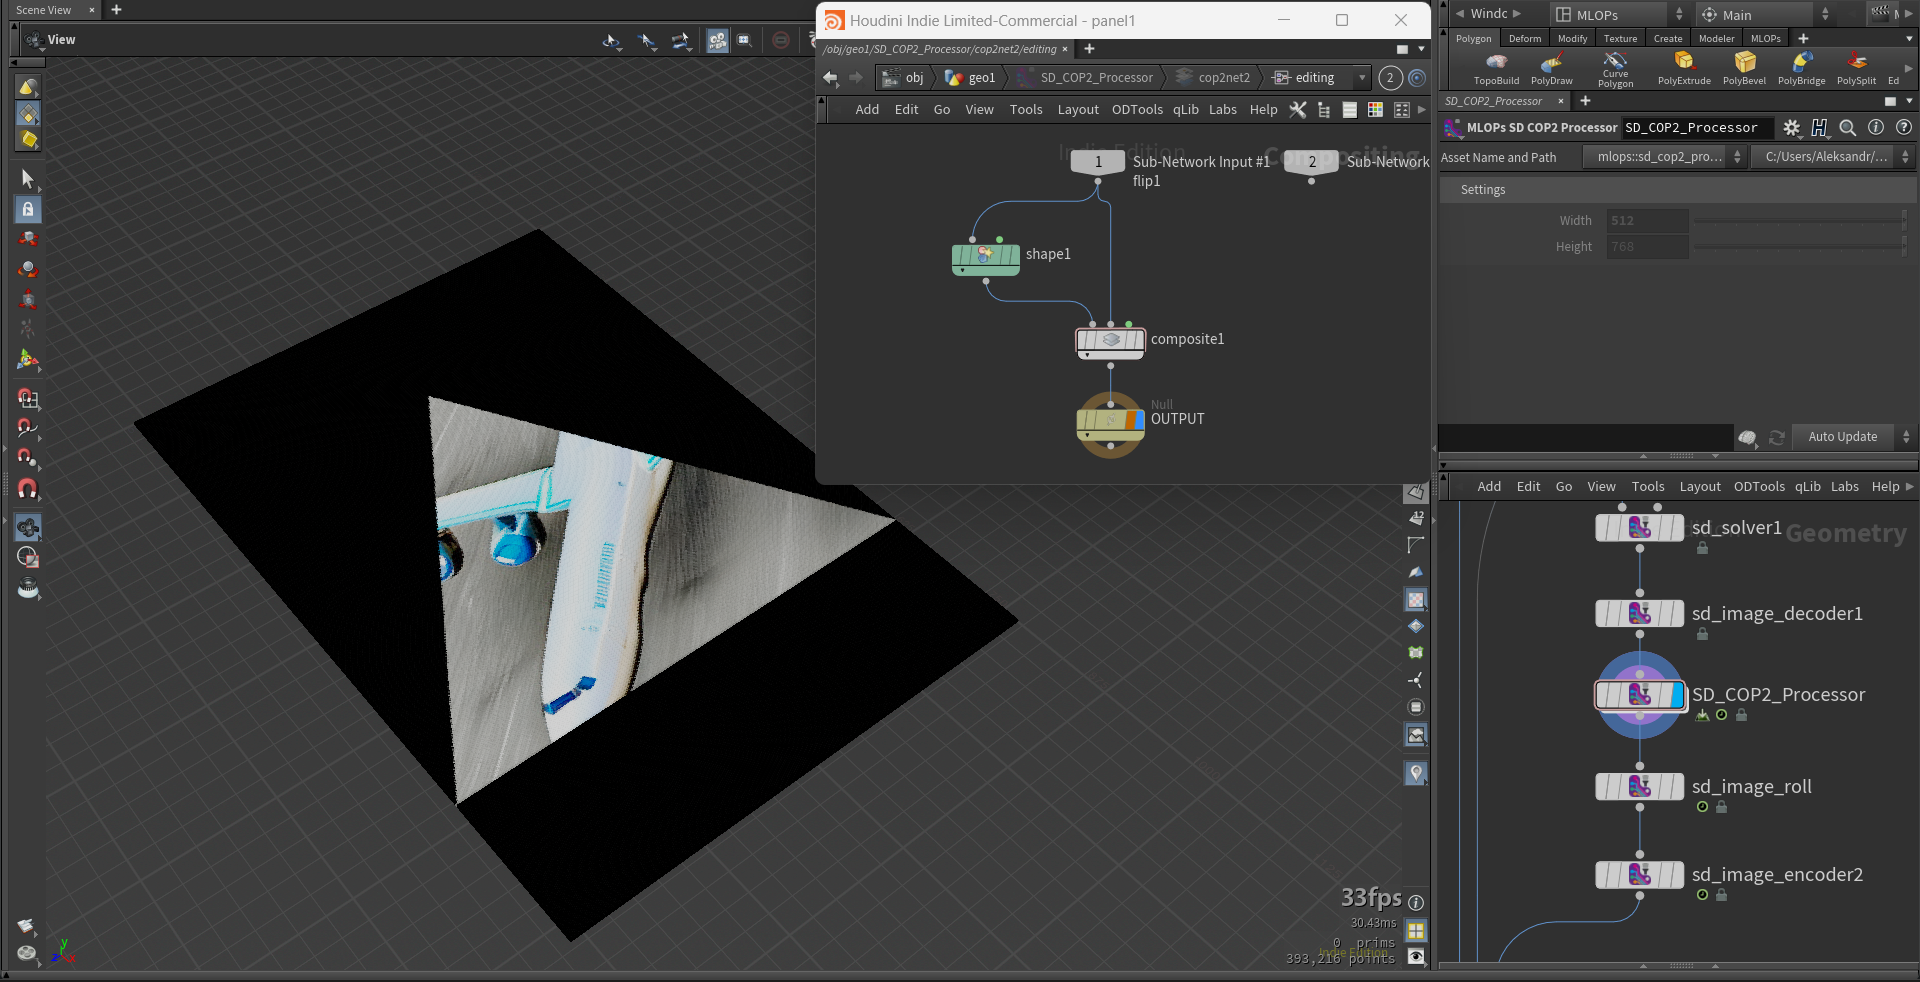 Scene View
View
Houdini Indie Limited-Commercial - panel1
/obj/geo1/SD_COP2_Processor/cop2net2/editing
obj
geo1
SD_COP2_Processor
cop2net2
editing
2
Add
Edit
Go
View
Tools
Layout
ODTools
qLib
Labs
Help
Indie Edition
Compositing
1
Sub-Network Input #1
flip1
2
Sub-Network
shape1
composite1
Null
OUTPUT
12
33fps
30.43ms
0 prims
Indie Edition
393,216 points
Windc
MLOPs
Main
Polygon
Deform
Modify
Texture
Create
Modeler
MLOPs
TopoBuild
PolyDraw
Curve
Polygon
PolyExtrude
PolyBevel
PolyBridge
PolySplit
Ed
SD_COP2_Processor
MLOPs SD COP2 Processor
SD_COP2_Processor
Asset Name and Path
mlops::sd_cop2_pro...
C:/Users/Aleksandr/...
Settings
Width
512
Height
768
Auto Update
Add
Edit
Go
View
Tools
Layout
ODTools
qLib
Labs
Help
Geometry
sd_solver1
sd_image_decoder1
SD_COP2_Processor
sd_image_roll
sd_image_encoder2
y
z
x